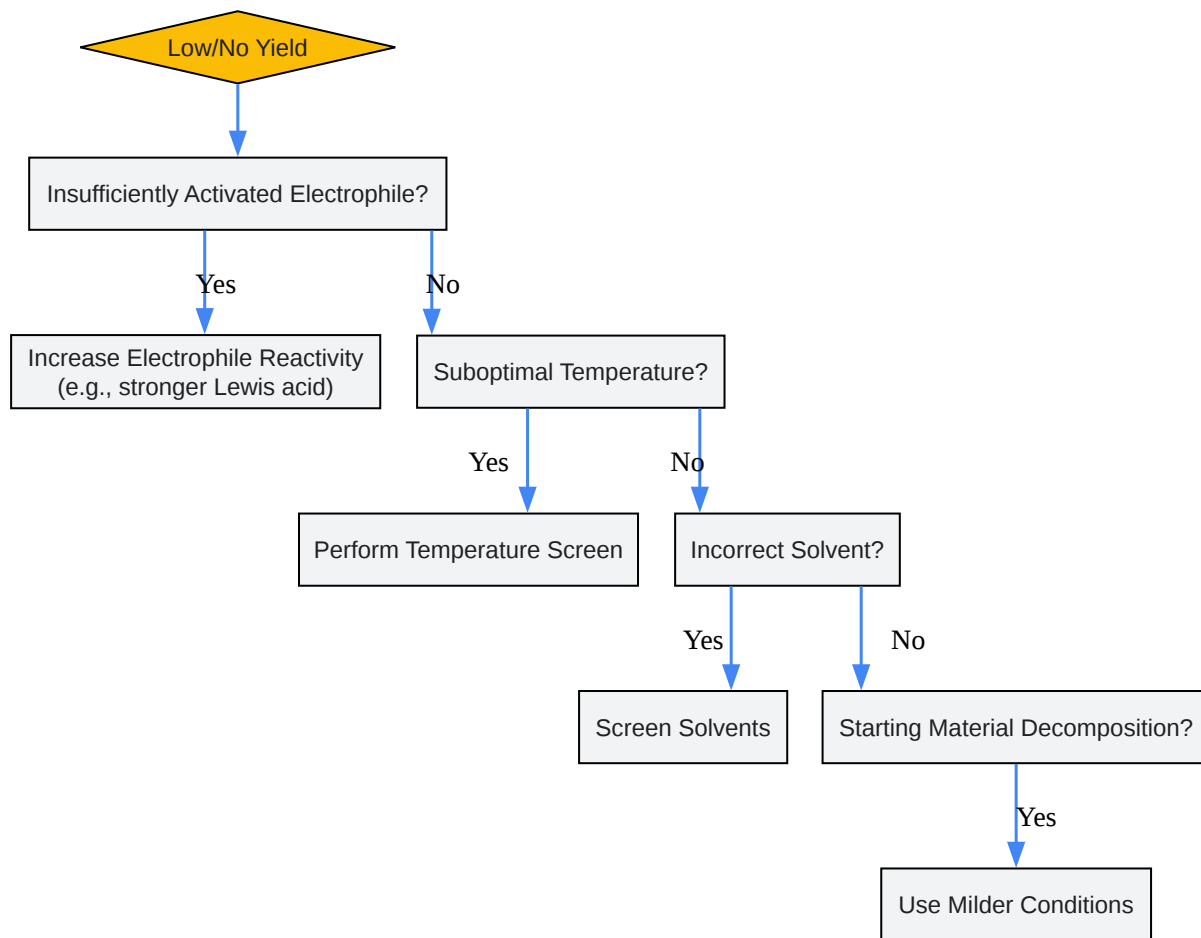 Low/No Yield
Insufficiently Activated Electrophile?
Yes
No
Increase Electrophile Reactivity
(e.g., stronger Lewis acid)
Suboptimal Temperature?
Yes
No
Perform Temperature Screen
Incorrect Solvent?
Yes
No
Screen Solvents
Starting Material Decomposition?
Yes
Use Milder Conditions